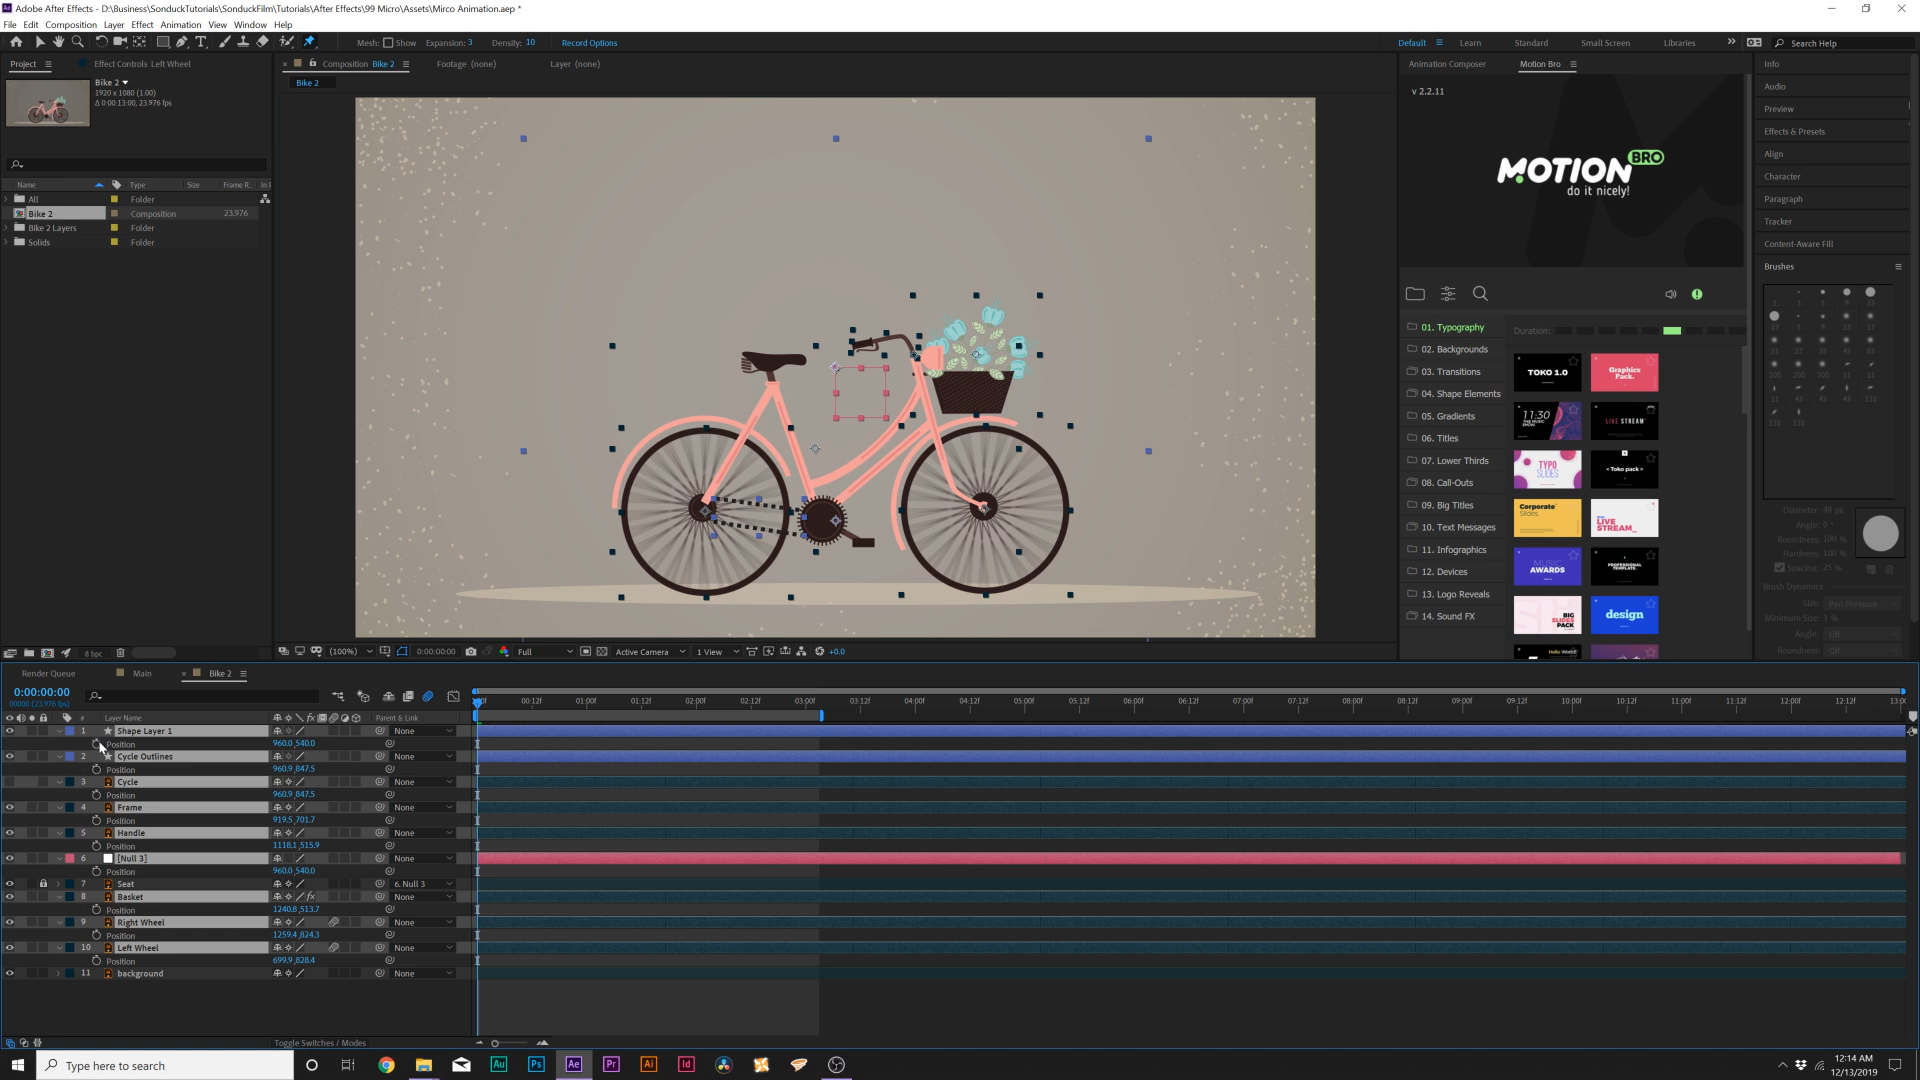 Adobe After Effects - D:\Business\SonduckTutorials\SonduckFilm\Tutorials\After Effects\99 Micro\Assets\Mirco Animation.aep *
File Edit Composition Layer Effect Animation View Window Help
Mesh: Show Expansion: 3 Density: 10 Record Options
Default Learn Standard Small Screen Libraries Search Help
Project Effect Controls Left Wheel
Composition Bike 2 Footage (none) Layer (none)
Animation Composer Motion Bro
Bike 2
1920 x 1080 (1.00)
Δ 0:00:13:00, 23.976 fps
Bike 2
Name Type Size Frame R... In
All Folder
Bike 2 Composition 23.976
Bike 2 Layers Folder
Solids Folder
v 2.2.11
MOTION BRO
do it nicely!
01. Typography
02. Backgrounds
03. Transitions
04. Shape Elements
05. Gradients
06. Titles
07. Lower Thirds
08. Call-Outs
09. Big Titles
10. Text Messages
11. Infographics
12. Devices
13. Logo Reveals
14. Sound FX
Duration:
TOKO 1.0
Graphics Pack.
11:30
LIVE STREAM
TYPO SLIDES
< Toko pack >
Corporate Slides.
LIVE STREAM_
MUSIC AWARDS
PROFESSIONAL TEMPLATE.
BIG SLIDES PACK
design
Hello World!
Info
Audio
Preview
Effects & Presets
Align
Character
Paragraph
Tracker
Content-Aware Fill
Brushes
Diameter: 40 px
Angle: 0 °
Roundness: 100 %
Hardness: 100 %
Spacing: 25 %
Brush Dynamics
Size: Pen Pressure
Minimum Size: 1 %
Angle: Off
Roundness: Off
8 bpc
(100%) 0:00:00:00 Full Active Camera 1 View +0.0
Render Queue Main Bike 2
0:00:00:00
00000 (23.976 fps)
00:12f 01:00f 01:12f 02:00f 02:12f 03:00f 03:12f 04:00f 04:12f 05:00f 05:12f 06:00f 06:12f 07:00f 07:12f 08:00f 08:12f 09:00f 09:12f 10:00f 10:12f 11:00f 11:12f 12:00f 12:12f 13:00
# Layer Name Parent & Link
1 Shape Layer 1 None
Position 960.0,540.0
2 Cycle Outlines None
Position 960.9,847.5
3 Cycle None
Position 960.9,847.5
4 Frame None
Position 919.5,701.7
5 Handle None
Position 1118.1,515.9
6 [Null 3] None
Position 960.0,540.0
7 Seat 6. Null 3
8 Basket None
Position 1240.8,513.7
9 Right Wheel None
Position 1259.4,824.3
10 Left Wheel None
Position 699.9,828.4
11 background None
Toggle Switches / Modes
Type here to search
Au Ps Ae Pr Ai Id
12:14 AM
12/13/2019